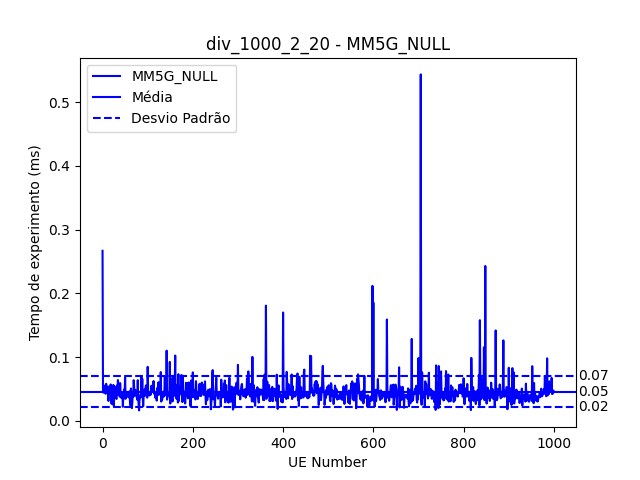 div_1000_2_20 - MM5G_NULL
MM5G_NULL
Média
Desvio Padrão
Tempo de experimento (ms)
0.5
0.4
0.3
0.2
0.1
0.0
0.07
0.05
0.02
0
200
400
600
800
1000
UE Number